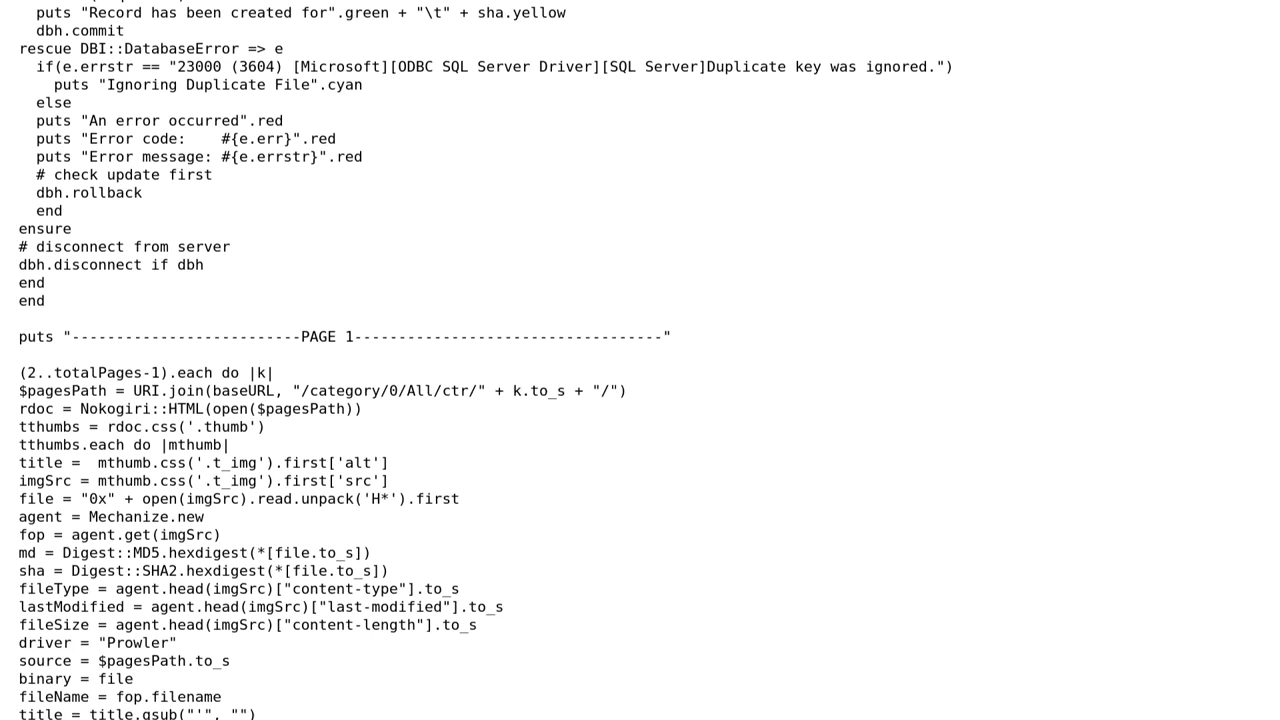 puts "Record has been created for".green + "\t" + sha.yellow
dbh.commit
rescue DBI::DatabaseError => e
if(e.errstr == "23000 (3604) [Microsoft][ODBC SQL Server Driver][SQL Server]Duplicate key was ignored.")
puts "Ignoring Duplicate File".cyan
else
puts "An error occurred".red
puts "Error code:    #{e.err}".red
puts "Error message: #{e.errstr}".red
# check update first
dbh.rollback
end
ensure
# disconnect from server
dbh.disconnect if dbh
end
end
puts "--------------------------PAGE 1-----------------------------------"
(2..totalPages-1).each do |k|
$pagesPath = URI.join(baseURL, "/category/0/All/ctr/" + k.to_s + "/")
rdoc = Nokogiri::HTML(open($pagesPath))
tthumbs = rdoc.css('.thumb')
tthumbs.each do |mthumb|
title =  mthumb.css('.t_img').first['alt']
imgSrc = mthumb.css('.t_img').first['src']
file = "0x" + open(imgSrc).read.unpack('H*').first
agent = Mechanize.new
fop = agent.get(imgSrc)
md = Digest::MD5.hexdigest(*[file.to_s])
sha = Digest::SHA2.hexdigest(*[file.to_s])
fileType = agent.head(imgSrc)["content-type"].to_s
lastModified = agent.head(imgSrc)["last-modified"].to_s
fileSize = agent.head(imgSrc)["content-length"].to_s
driver = "Prowler"
source = $pagesPath.to_s
binary = file
fileName = fop.filename
title = title.gsub("'", "")